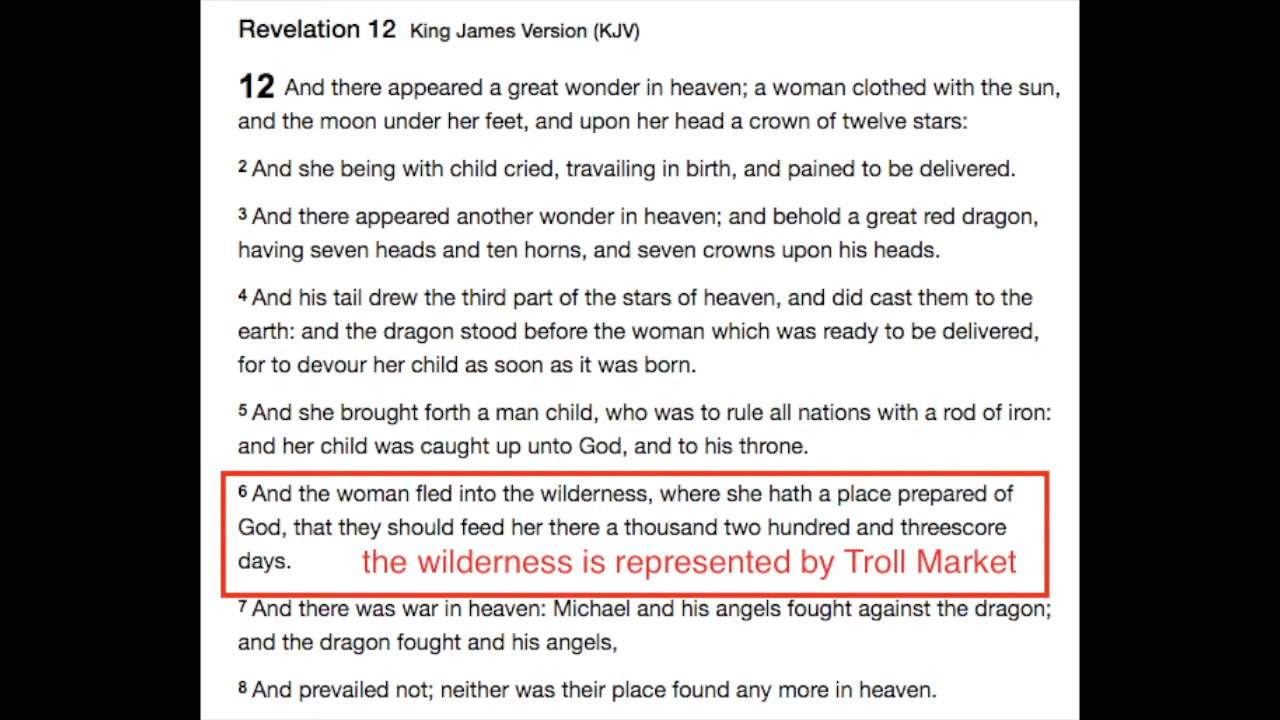 Revelation 12 King James Version (KJV)
12 And there appeared a great wonder in heaven; a woman clothed with the sun,
and the moon under her feet, and upon her head a crown of twelve stars:
2 And she being with child cried, travailing in birth, and pained to be delivered.
3 And there appeared another wonder in heaven; and behold a great red dragon,
having seven heads and ten horns, and seven crowns upon his heads.
4 And his tail drew the third part of the stars of heaven, and did cast them to the
earth: and the dragon stood before the woman which was ready to be delivered,
for to devour her child as soon as it was born.
5 And she brought forth a man child, who was to rule all nations with a rod of iron:
and her child was caught up unto God, and to his throne.
6 And the woman fled into the wilderness, where she hath a place prepared of
God, that they should feed her there a thousand two hundred and threescore
days. the wilderness is represented by Troll Market
7 And there was war in heaven: Michael and his angels fought against the dragon;
and the dragon fought and his angels,
8 And prevailed not; neither was their place found any more in heaven.